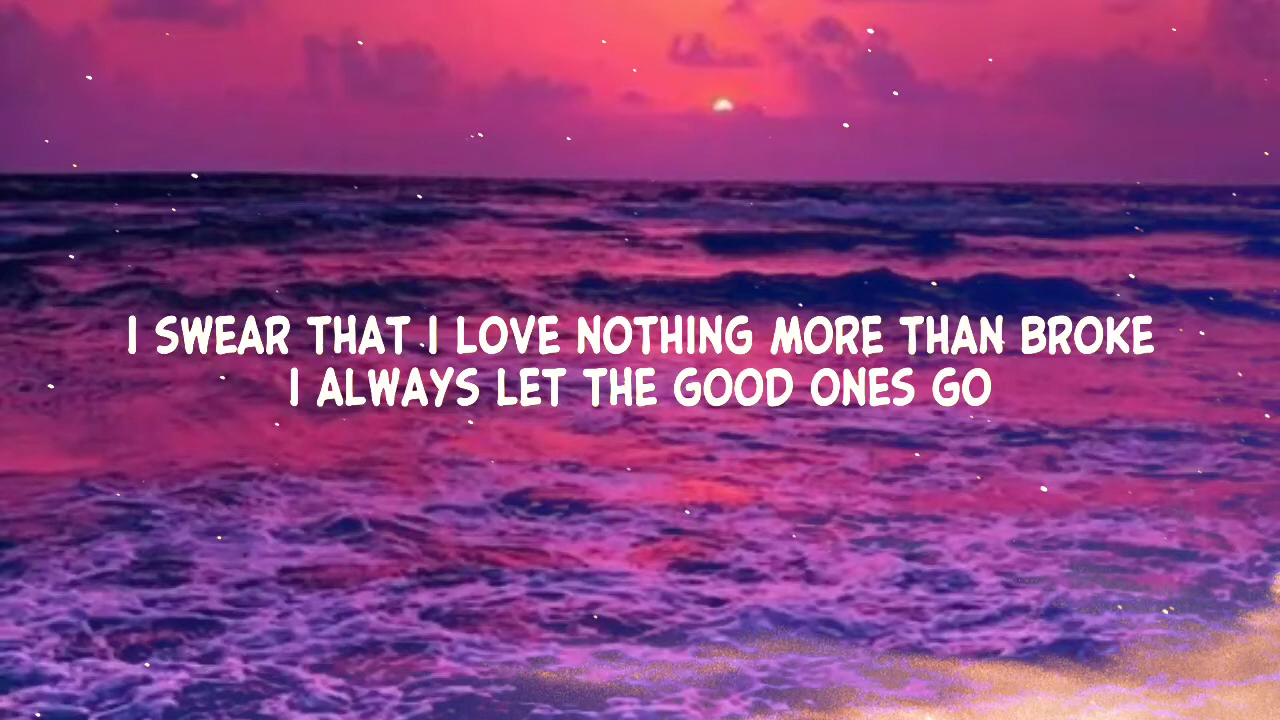 I SWEAR THAT I LOVE NOTHING MORE THAN BROKE
I ALWAYS LET THE GOOD ONES GO